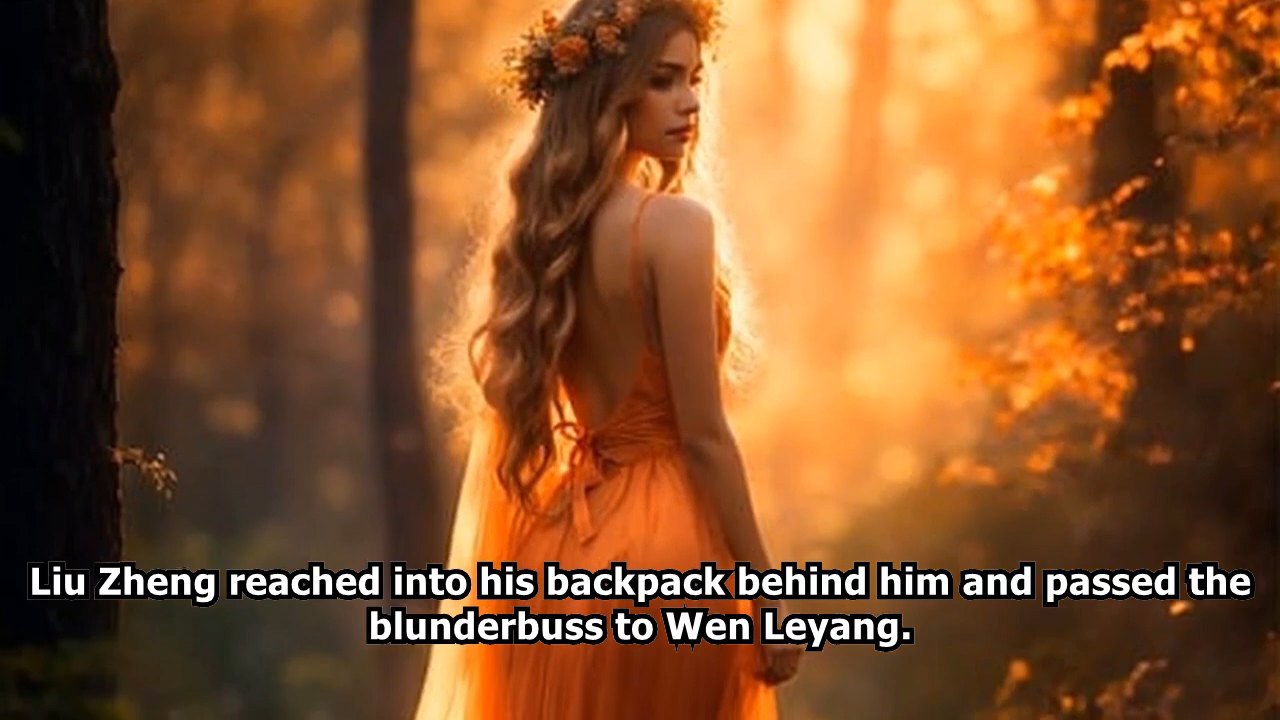 Liu Zheng reached into his backpack behind him and passed the
blunderbuss to Wen Leyang.